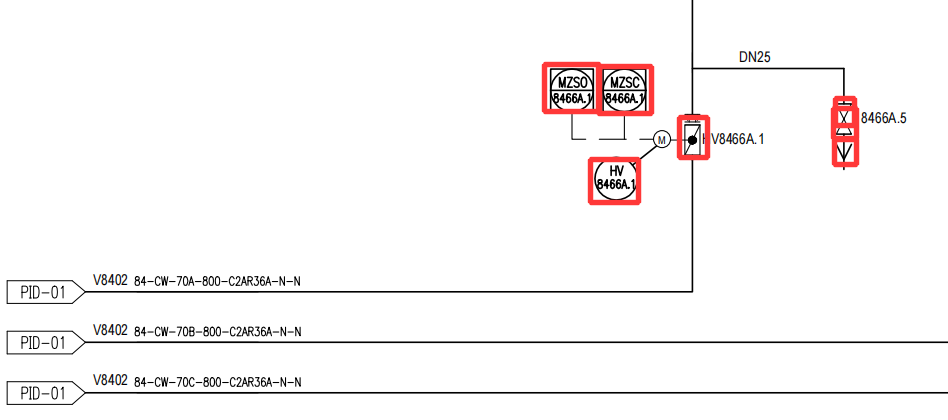 DN25
MZSO
8466A.1
MZSC
8466A.1
8466A.5
M
HV8466A.1
HV
8466A.1
PID-01
V8402 84-CW-70A-800-C2AR36A-N-N
PID-01
V8402 84-CW-70B-800-C2AR36A-N-N
PID-01
V8402 84-CW-70C-800-C2AR36A-N-N